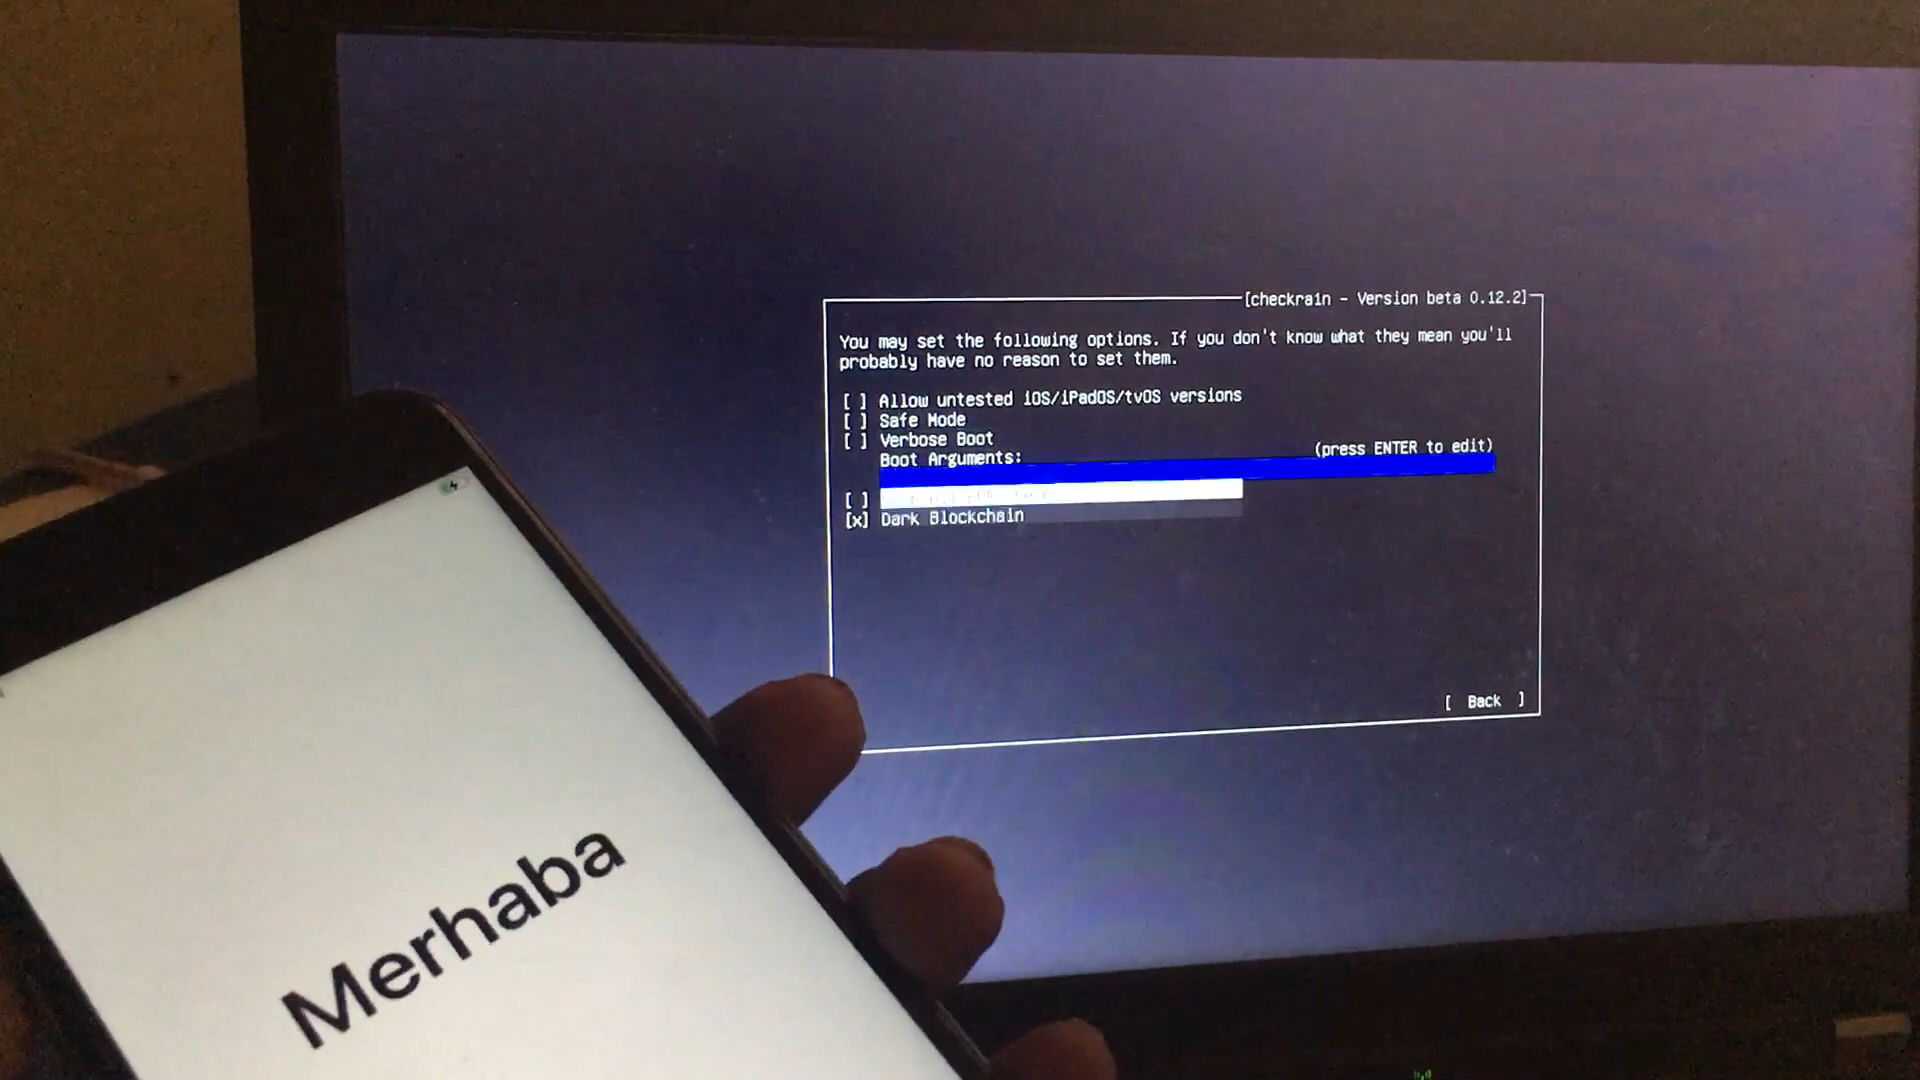 [checkra1n - Version beta 0.12.2]
You may set the following options. If you don't know what they mean you'll
probably have no reason to set them.
[ ] Allow untested iOS/iPadOS/tvOS versions
[ ] Safe Mode
[ ] Verbose Boot
Boot Arguments: (press ENTER to edit)
[ ]
[x] Dark Blockchain
[ Back ]
Merhaba